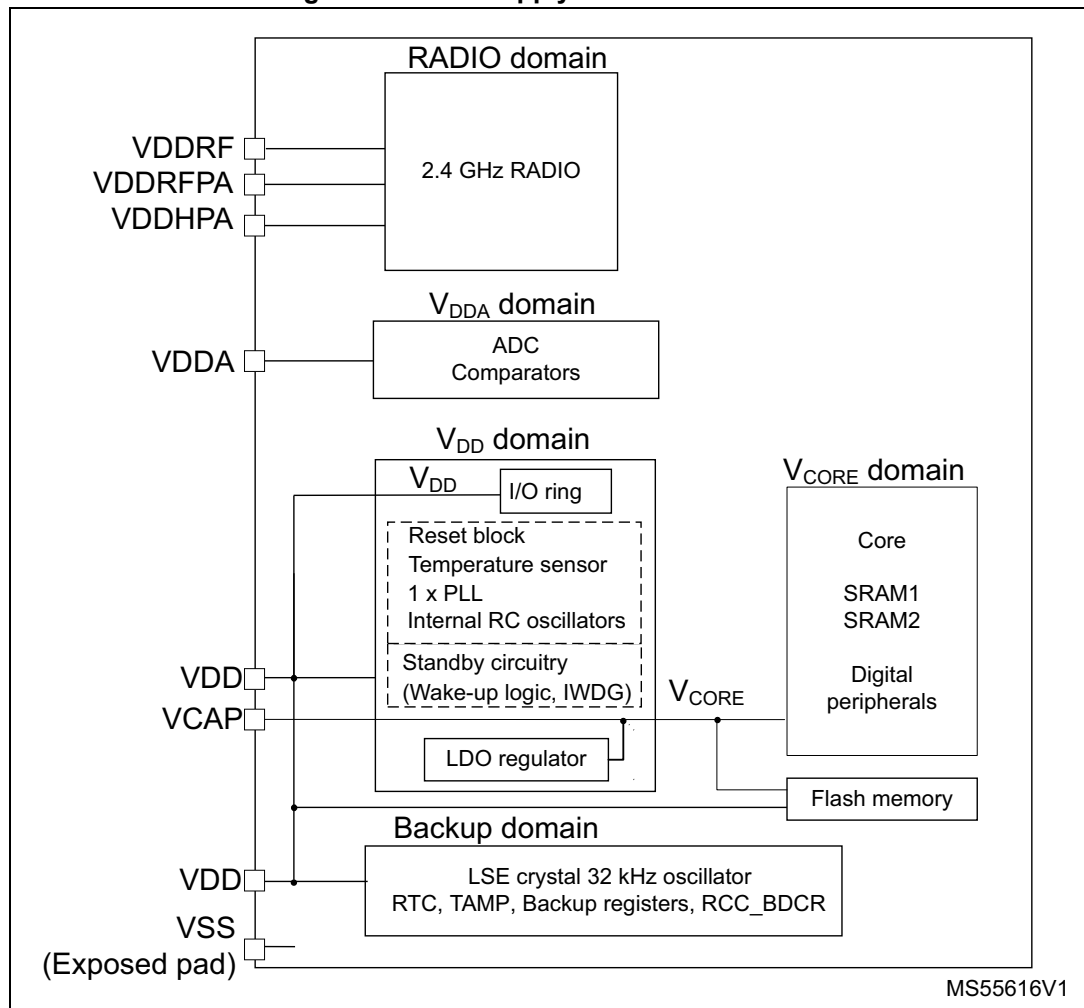 RADIO domain
VDDRF
VDDRFPA
VDDHPA
2.4 GHz RADIO
VDDA domain
VDDA
ADC
Comparators
VDD domain
VDD
I/O ring
Reset block
Temperature sensor
1 x PLL
Internal RC oscillators
Standby circuitry
(Wake-up logic, IWDG)
VDD
VCAP
LDO regulator
VCORE
VCORE domain
Core
SRAM1
SRAM2
Digital
peripherals
Flash memory
Backup domain
VDD
LSE crystal 32 kHz oscillator
RTC, TAMP, Backup registers, RCC_BDCR
VSS
(Exposed pad)
MS55616V1